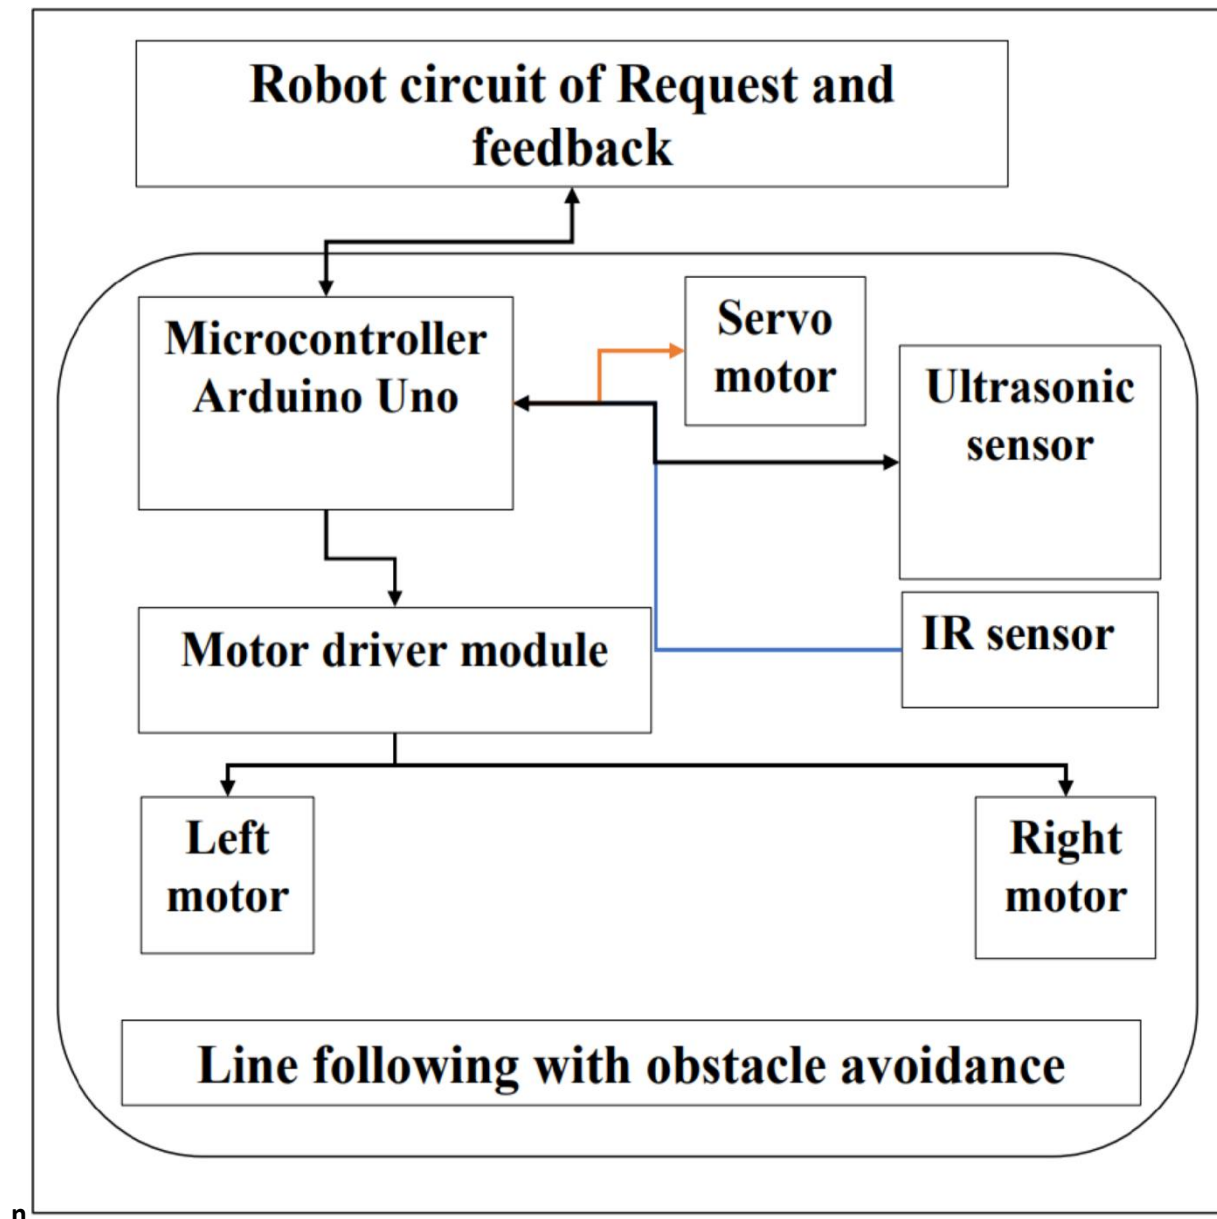 Robot circuit of Request and
feedback
Microcontroller
Arduino Uno
Servo
motor
Ultrasonic
sensor
Motor driver module
IR sensor
Left
motor
Right
motor
Line following with obstacle avoidance
n